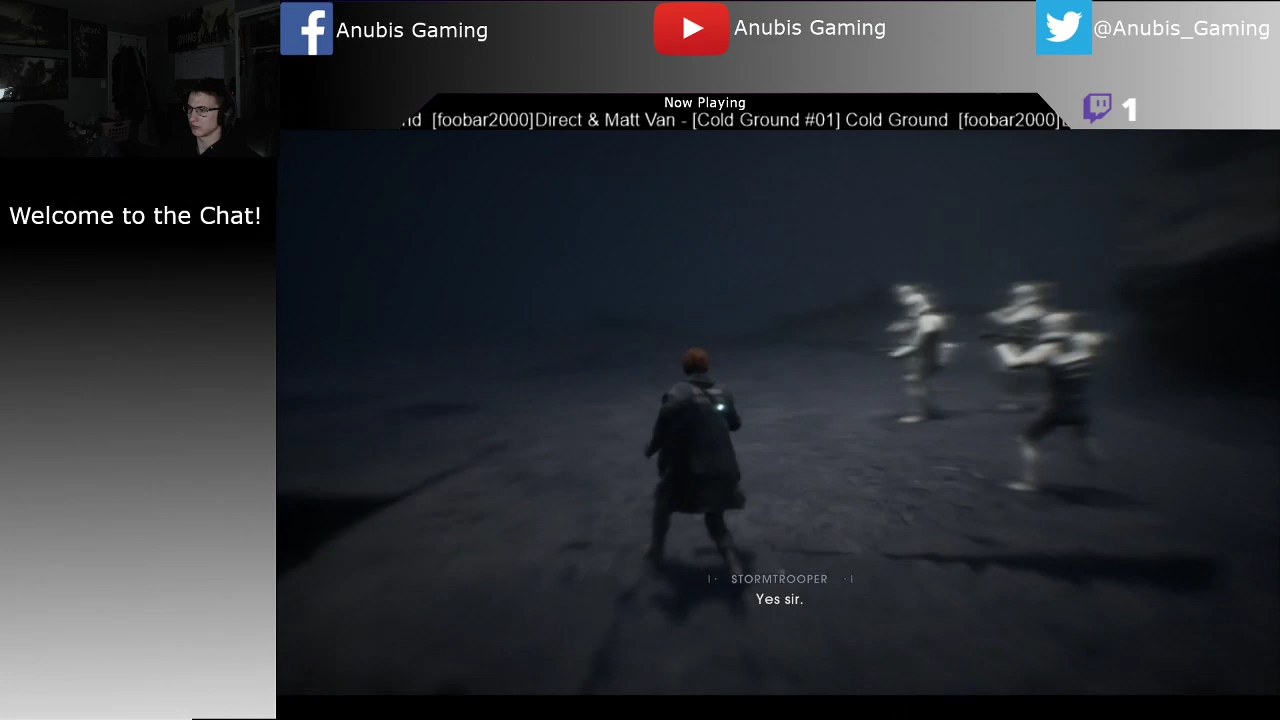 Anubis Gaming
Anubis Gaming
@Anubis_Gaming
Now Playing
[foobar2000]Direct & Matt Van - [Cold Ground #01] Cold Ground [foobar2000]
1
Welcome to the Chat!
STORMTROOPER
Yes sir.